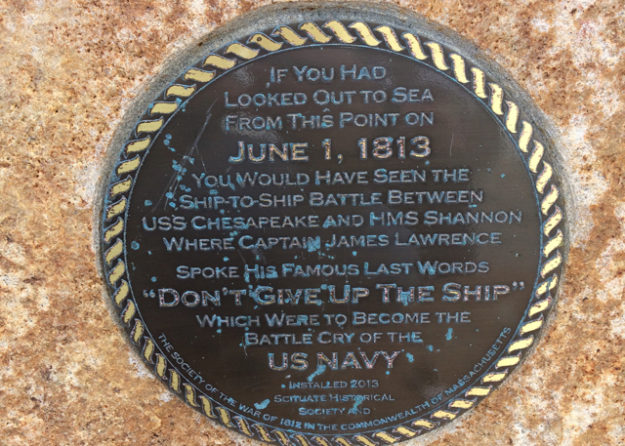 If You Had
Looked Out to Sea
From This Point on
June 1, 1813
You Would Have Seen the
Ship-to-Ship Battle Between
USS Chesapeake and HMS Shannon
Where Captain James Lawrence
Spoke His Famous Last Words
“Don't Give Up The Ship”
Which Were to Become the
Battle Cry of the
US Navy
Installed 2013
Scituate Historical
Society and
The Society of the War of 1812 in the Commonwealth of Massachusetts